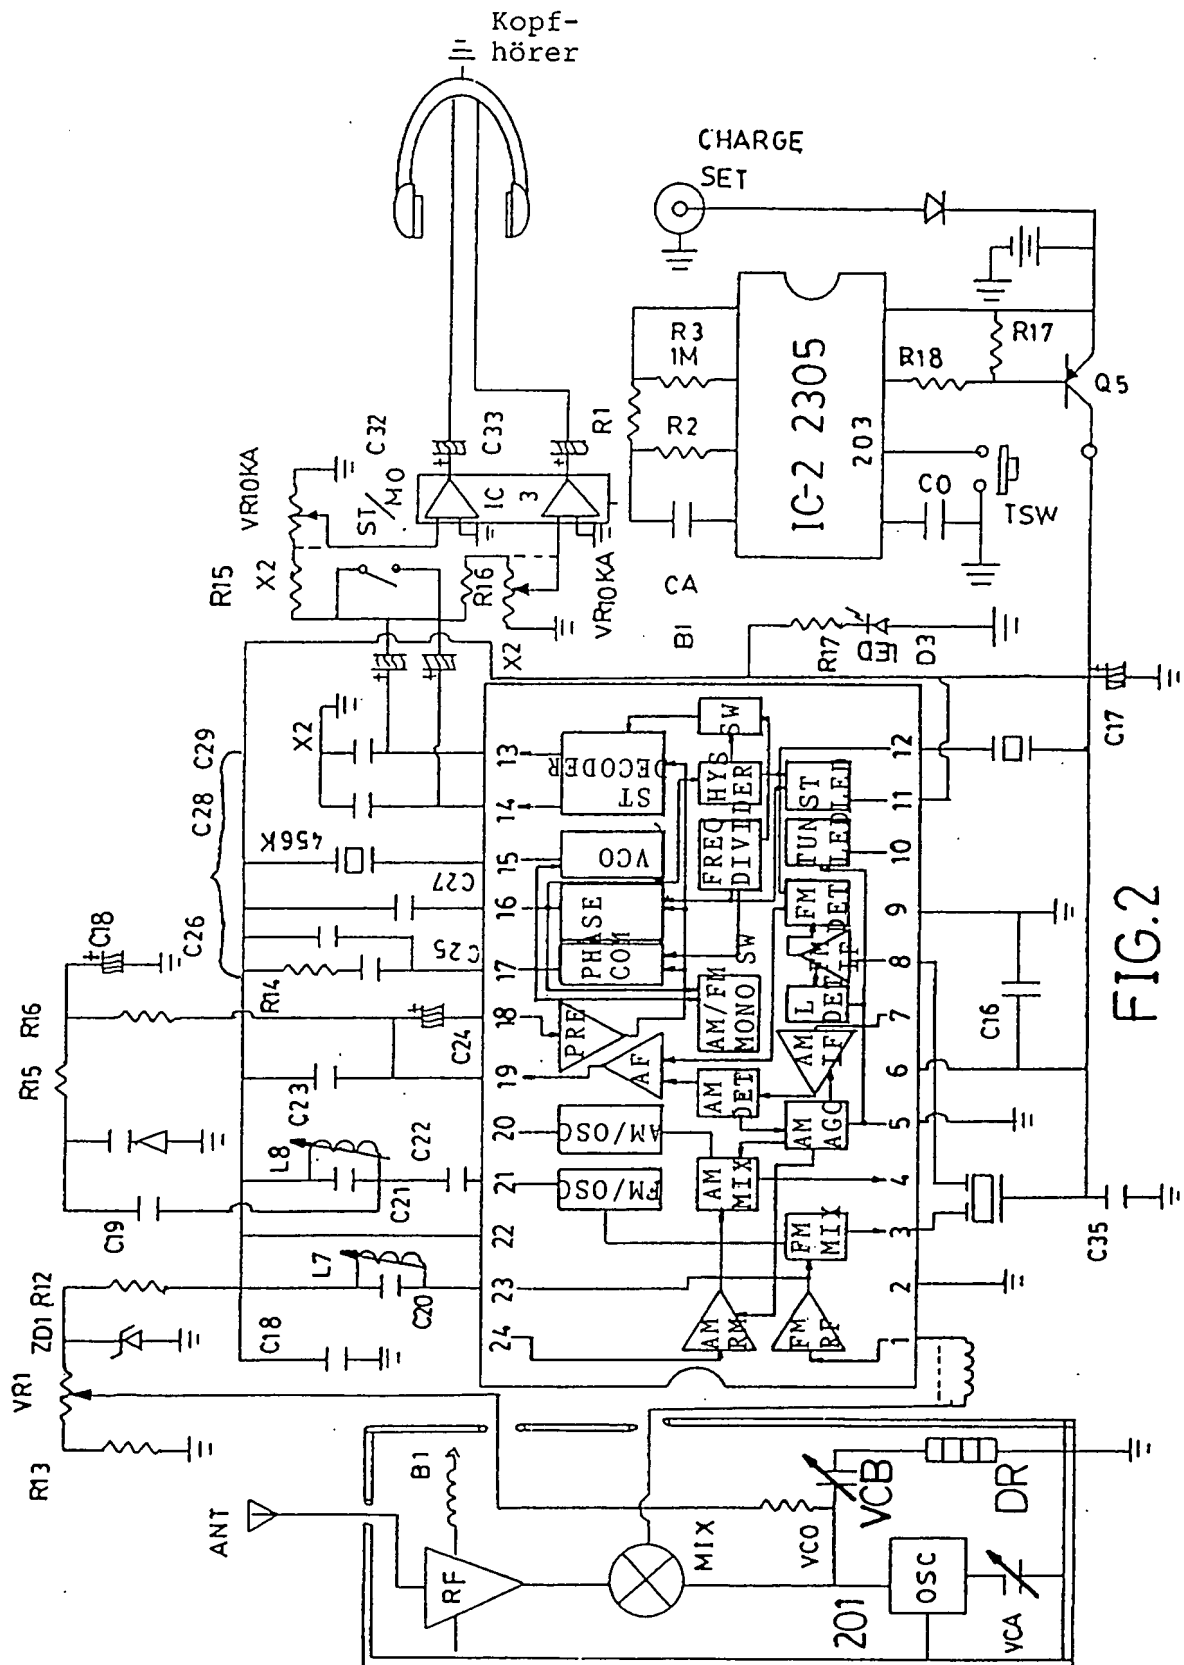 Kopf-
hörer
CHARGE
SET
R3
1M
R2
R1
IC-2 2305
203
R18
R17
Q5
C0
TSW
CA
B1
R17
LED
D3
C17
C32
C33
VR10KA
ST/MO
IC
3
R15
X2
R16
VR10KA
X2
C29
X2
C28
456K
C27
C26
C25
C18
R14
R16
C24
R15
C23
L8
C22
C21
C19
L7
C20
R12
ZD1
C18
VR1
R13
13
14
15
16
17
18
19
20
21
22
23
24
ST
DECODER
VCO
PHASE
COM
PRE
AF
AM/OSC
FM/OSC
SW
HYS
FREQ
DIVIDER
SW
AM/FM
MONO
AM
DET
AM
MIX
AM
RM
ST
LED
TUN
LED
FM
DET
FM
IF
L
DET
AM
IF
AM
AGC
FM
MIX
FM
RF
12
11
10
9
8
7
6
5
4
3
2
1
C16
C35
ANT
RF
B1
MIX
VCO
VCB
DR
201
OSC
VCA
FIG.2